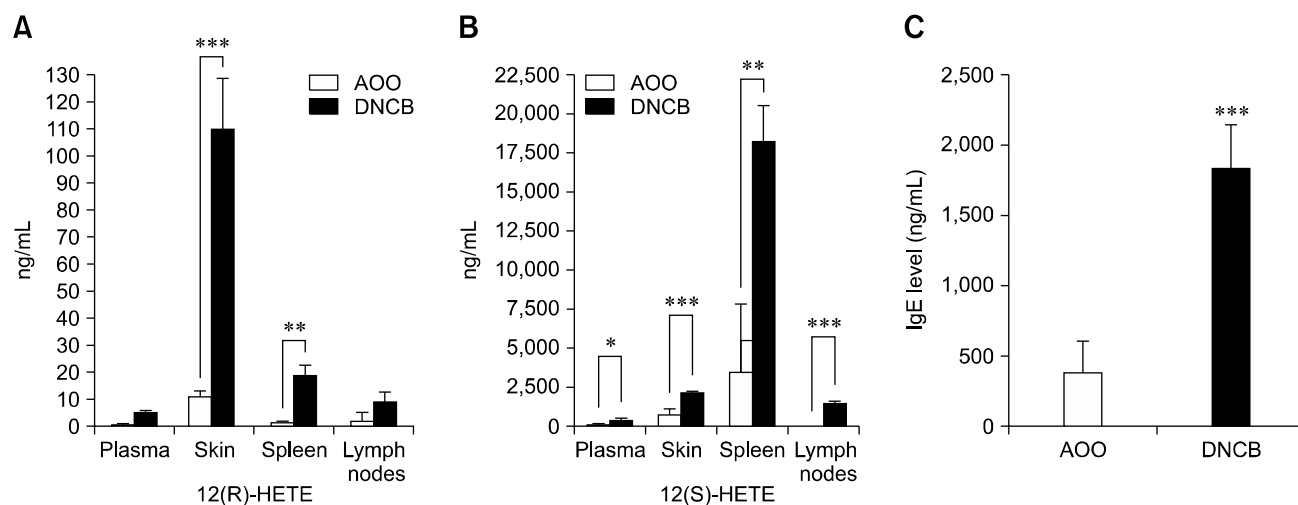 A
***
130
120
110
100
90
80
70
60
50
40
30
20
10
0
ng/mL
AOO
DNCB
**
Plasma
Skin
Spleen
Lymph
nodes
12(R)-HETE
B
**
22,500
20,000
17,500
15,000
12,500
10,000
7,500
5,000
2,500
0
ng/mL
AOO
DNCB
*
***
***
Plasma
Skin
Spleen
Lymph
nodes
12(S)-HETE
C
2,500
2,000
1,500
1,000
500
0
IgE level (ng/mL)
***
AOO
DNCB